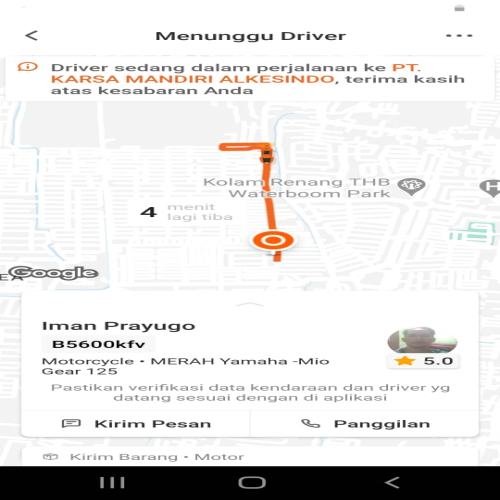 Menunggu Driver
Driver sedang dalam perjalanan ke PT.
KARSA MANDIRI ALKESINDO, terima kasih
atas kesabaran Anda
Kolam Renang THB
Waterboom Park
H
4 menit
lagi tiba
EA
Google
Iman Prayugo
B5600kfv
Motorcycle • MERAH Yamaha -Mio
Gear 125
5.0
Pastikan verifikasi data kendaraan dan driver yg
datang sesuai dengan di aplikasi
Kirim Pesan
Panggilan
Kirim Barang • Motor